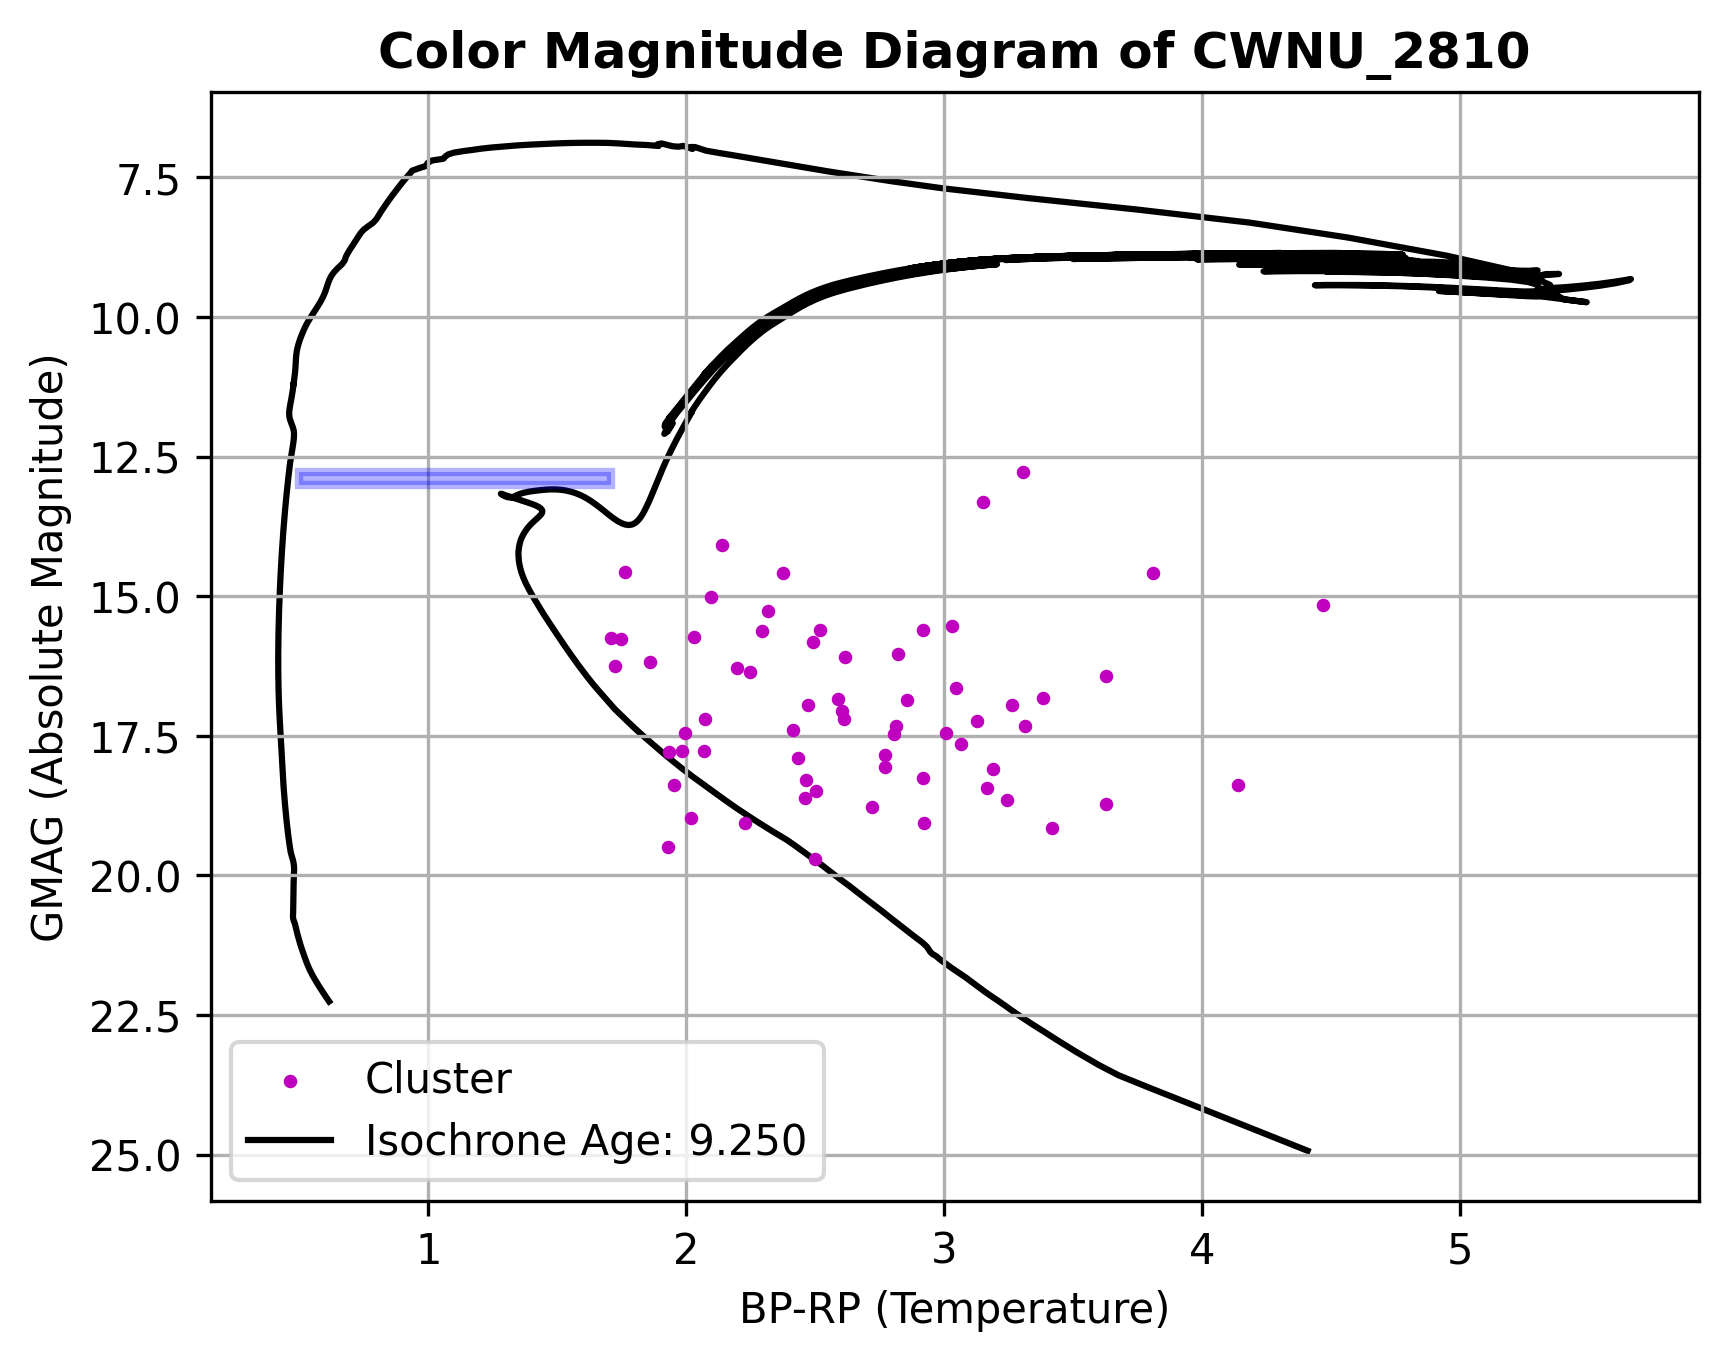 Color Magnitude Diagram of CWNU_2810
GMAG (Absolute Magnitude)
7.5
10.0
12.5
15.0
17.5
20.0
22.5
25.0
Cluster
Isochrone Age: 9.250
1 2 3 4 5
BP-RP (Temperature)